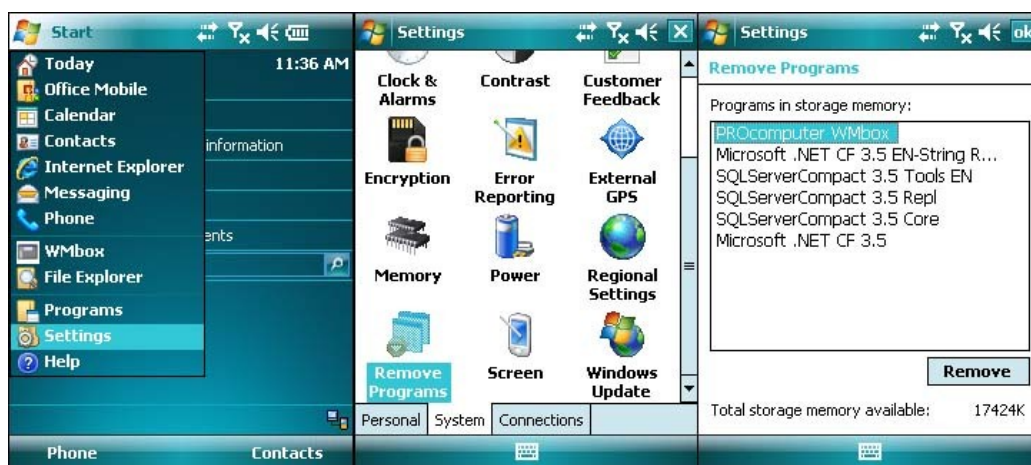 Start
Today
11:36 AM
Office Mobile
Calendar
Contacts
information
Internet Explorer
Messaging
Phone
ents
WMbox
File Explorer
Programs
Settings
Help
Phone Contacts
Settings
Clock & Alarms
Contrast
Customer Feedback
Encryption
Error Reporting
External GPS
Memory
Power
Regional Settings
Remove Programs
Screen
Windows Update
Personal System Connections
Settings ok
Remove Programs
Programs in storage memory:
PROcomputer WMbox
Microsoft .NET CF 3.5 EN-String R...
SQLServerCompact 3.5 Tools EN
SQLServerCompact 3.5 Repl
SQLServerCompact 3.5 Core
Microsoft .NET CF 3.5
Remove
Total storage memory available: 17424K